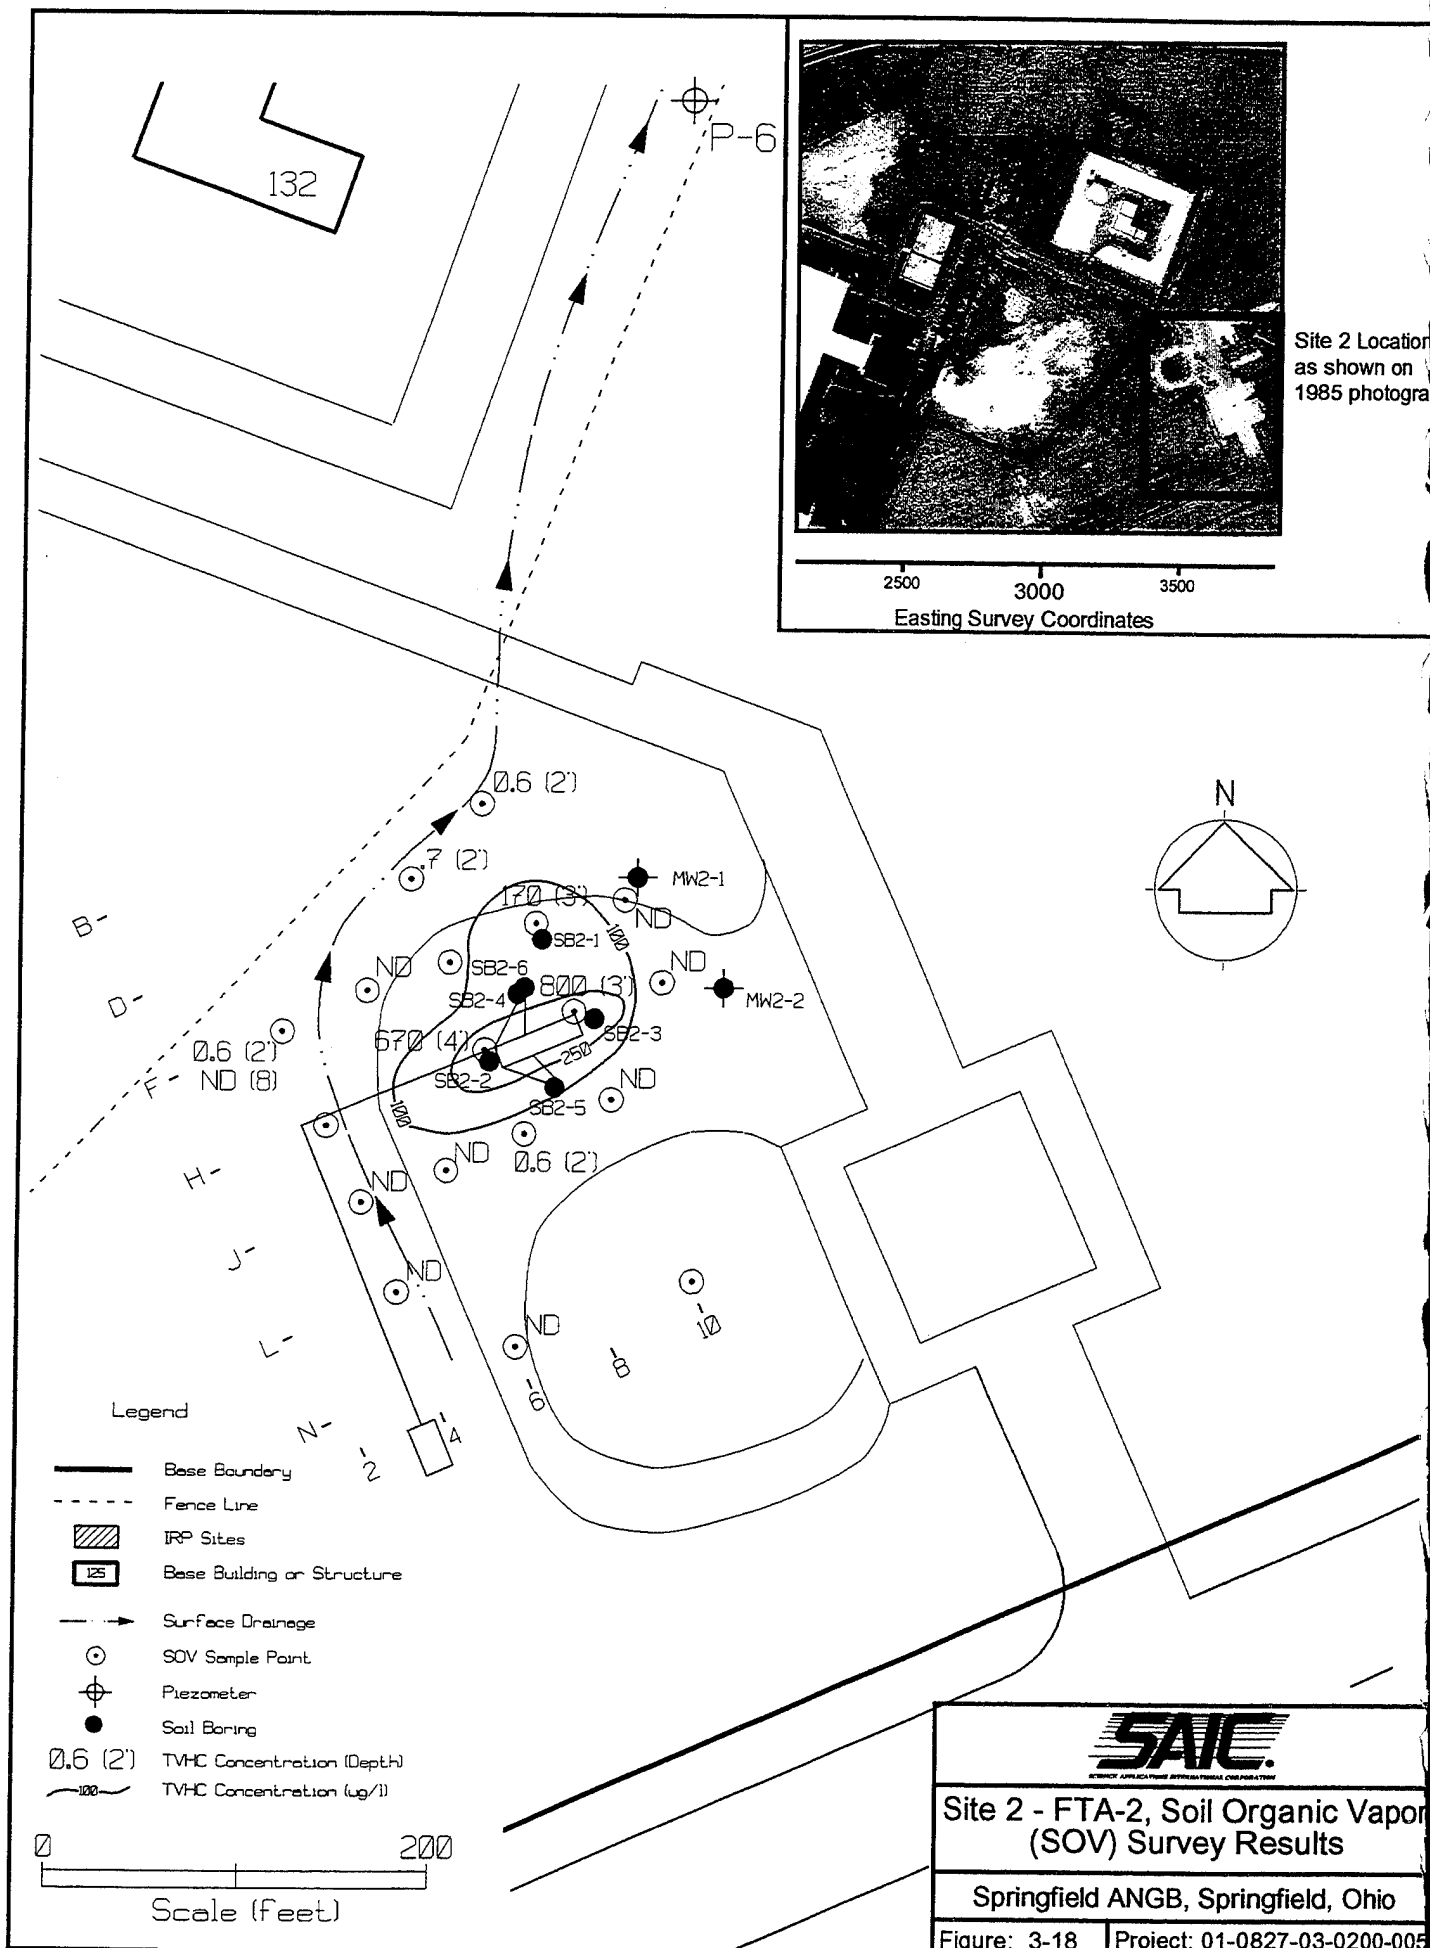 132
P-6
Site 2 Location
as shown on
1985 photogra
2500
3000
3500
Easting Survey Coordinates
N
0.6 (2')
.7 (2')
170 (3')
MW2-1
ND
100
SB2-1
B-
ND
SB2-6
SB2-4
800 (3')
ND
MW2-2
D-
0.6 (2')
ND (8)
F-
670 (4')
SB2-3
250
SB2-2
SB2-5
ND
100
ND
0.6 (2')
H-
ND
J-
ND
-10
ND
L-
-8
-6
N-
-4
-2
Legend
Base Boundary
Fence Line
IRP Sites
125 Base Building or Structure
Surface Drainage
SOV Sample Point
Piezometer
Soil Boring
0.6 (2') TVHC Concentration (Depth)
100 TVHC Concentration (ug/l)
0 200
Scale (feet)
SAIC.
SCIENCE APPLICATIONS INTERNATIONAL CORPORATION
Site 2 - FTA-2, Soil Organic Vapor
(SOV) Survey Results
Springfield ANGB, Springfield, Ohio
Figure: 3-18 Project: 01-0827-03-0200-005